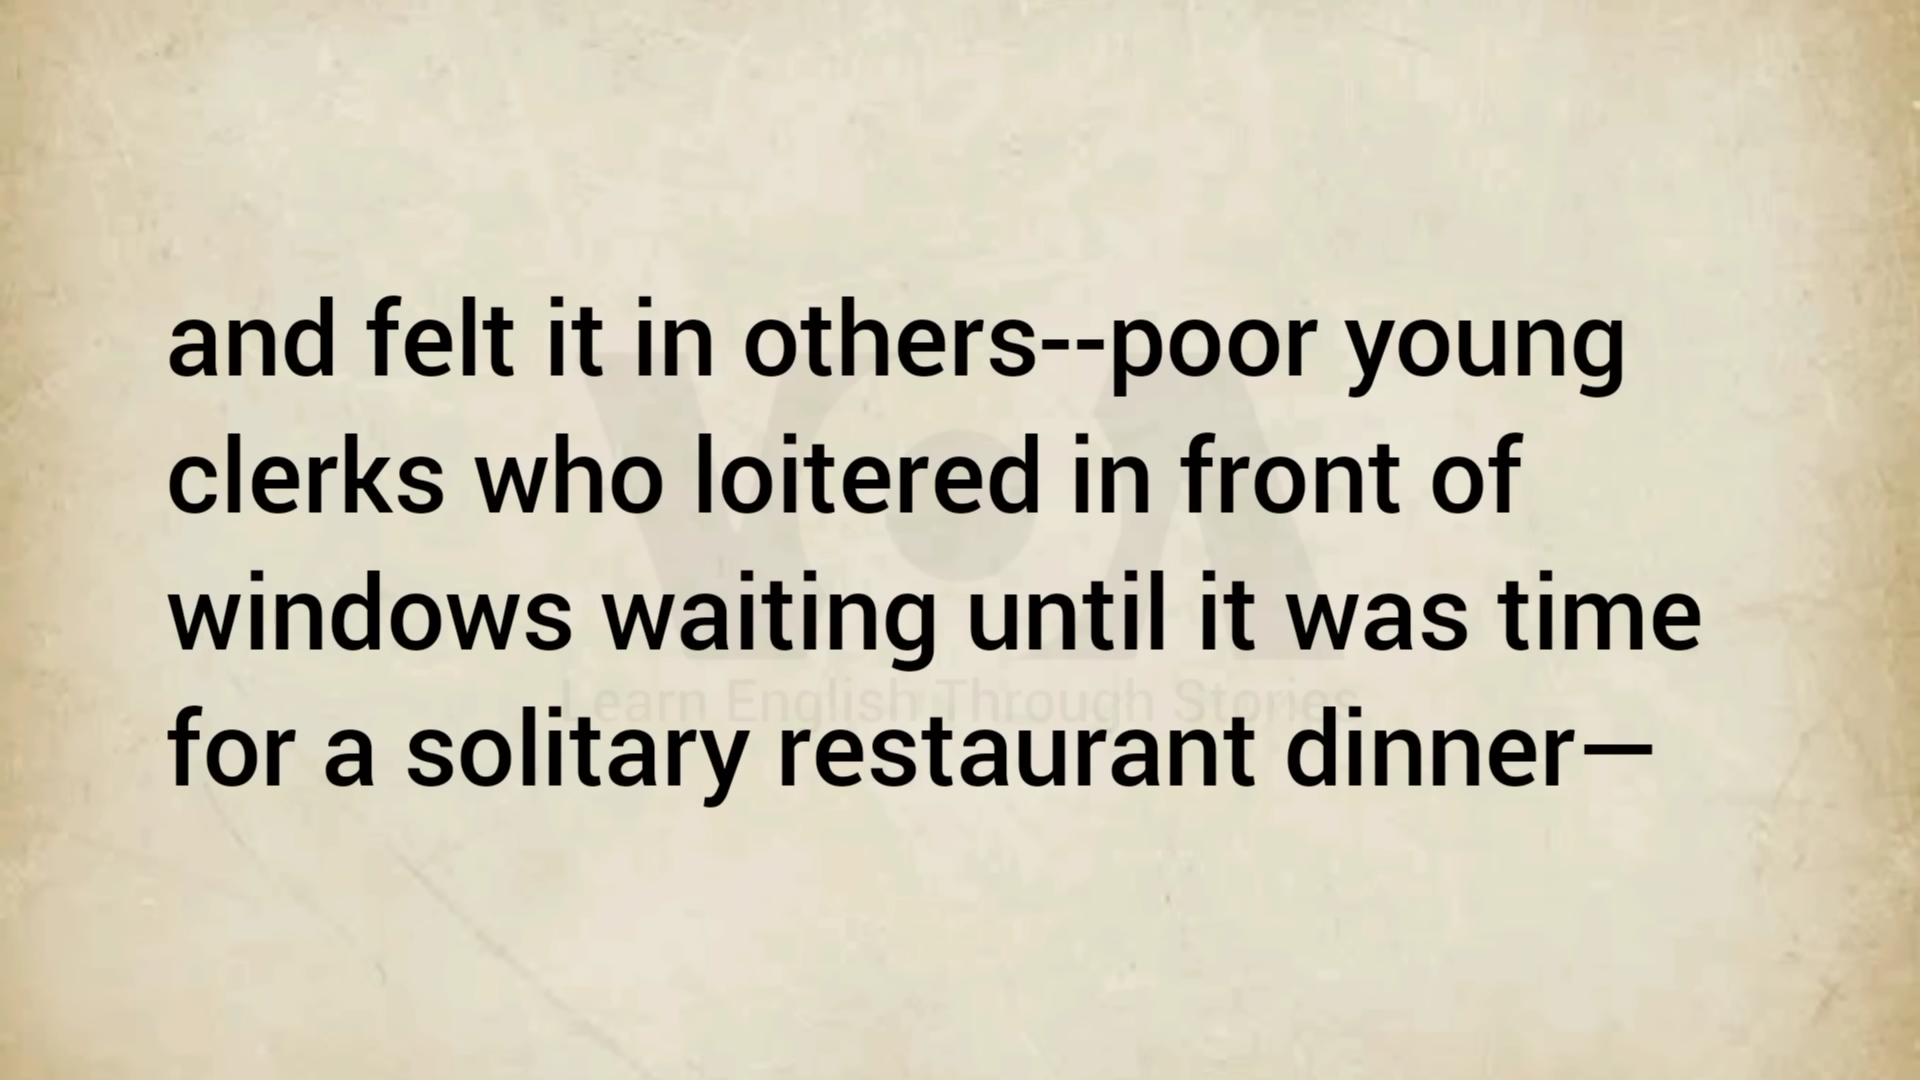 and felt it in others--poor young
clerks who loitered in front of
windows waiting until it was time
for a solitary restaurant dinner—
VOA
Learn English Through Stories